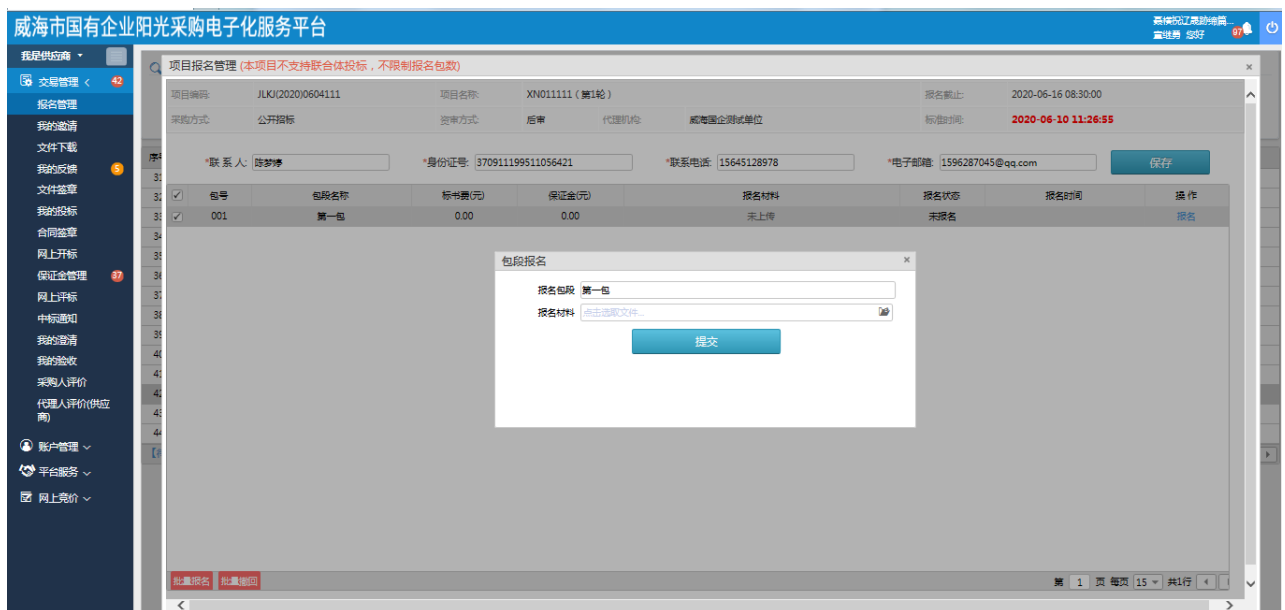 威海市国有企业阳光采购电子化服务平台
童继勇 您好
97
我是供应商
交易管理 42
报名管理
我的邀请
文件下载
我的反馈 5
文件签章
我的投标
合同签章
网上开标
保证金管理 37
网上评标
中标通知
我的澄清
我的验收
采购人评价
代理人评价(供应
商)
账户管理
平台服务
网上竞价
项目报名管理 (本项目不支持联合体投标，不限制报名包数) ×
项目编码: JLKJ(2020)0604111 项目名称: XN011111 ( 第1轮 ) 报名截止: 2020-06-16 08:30:00
采购方式: 公开招标 资审方式: 后审 代理机构: 威海国企测试单位 标准时间: 2020-06-10 11:26:55
*联 系 人: 陈梦婷 *身份证号: 370911199511056421 *联系电话: 15645128978 *电子邮箱: 1596287045@qq.com 保存
包号 包段名称 标书费(元) 保证金(元) 报名材料 报名状态 报名时间 操 作
001 第一包 0.00 0.00 未上传 未报名 报名
包段报名 ×
报名包段 第一包
报名材料 点击选取文件...
提交
批量报名 批量撤回
第 1 页 每页 15 共1行